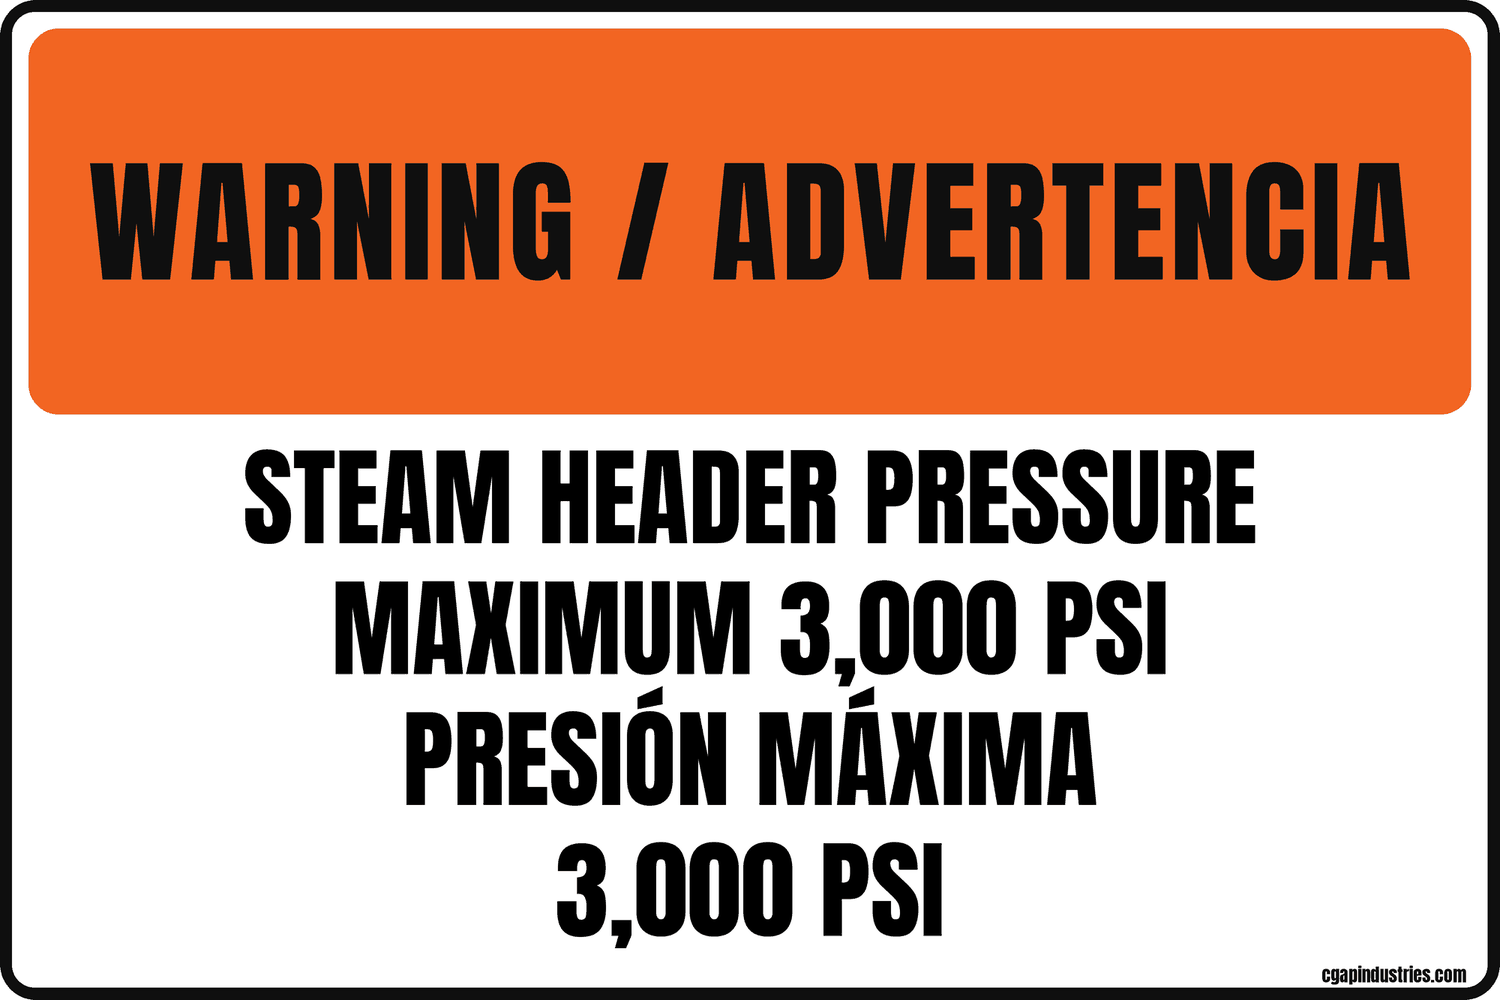 WARNING / ADVERTENCIA
STEAM HEADER PRESSURE
MAXIMUM 3,000 PSI
PRESIÓN MÁXIMA
3,000 PSI
cgapindustries.com